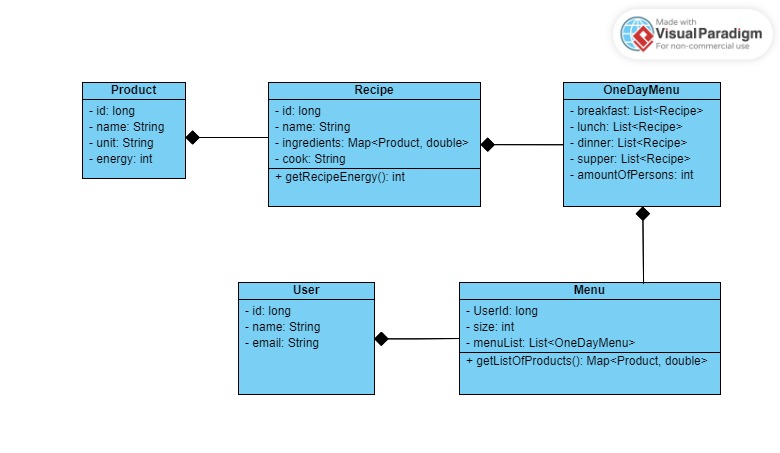 Made with
VisualParadigm
For non-commercial use
Product
- id: long
- name: String
- unit: String
- energy: int
Recipe
- id: long
- name: String
- ingredients: Map<Product, double>
- cook: String
+ getRecipeEnergy(): int
OneDayMenu
- breakfast: List<Recipe>
- lunch: List<Recipe>
- dinner: List<Recipe>
- supper: List<Recipe>
- amountOfPersons: int
User
- id: long
- name: String
- email: String
Menu
- UserId: long
- size: int
- menuList: List<OneDayMenu>
+ getListOfProducts(): Map<Product, double>